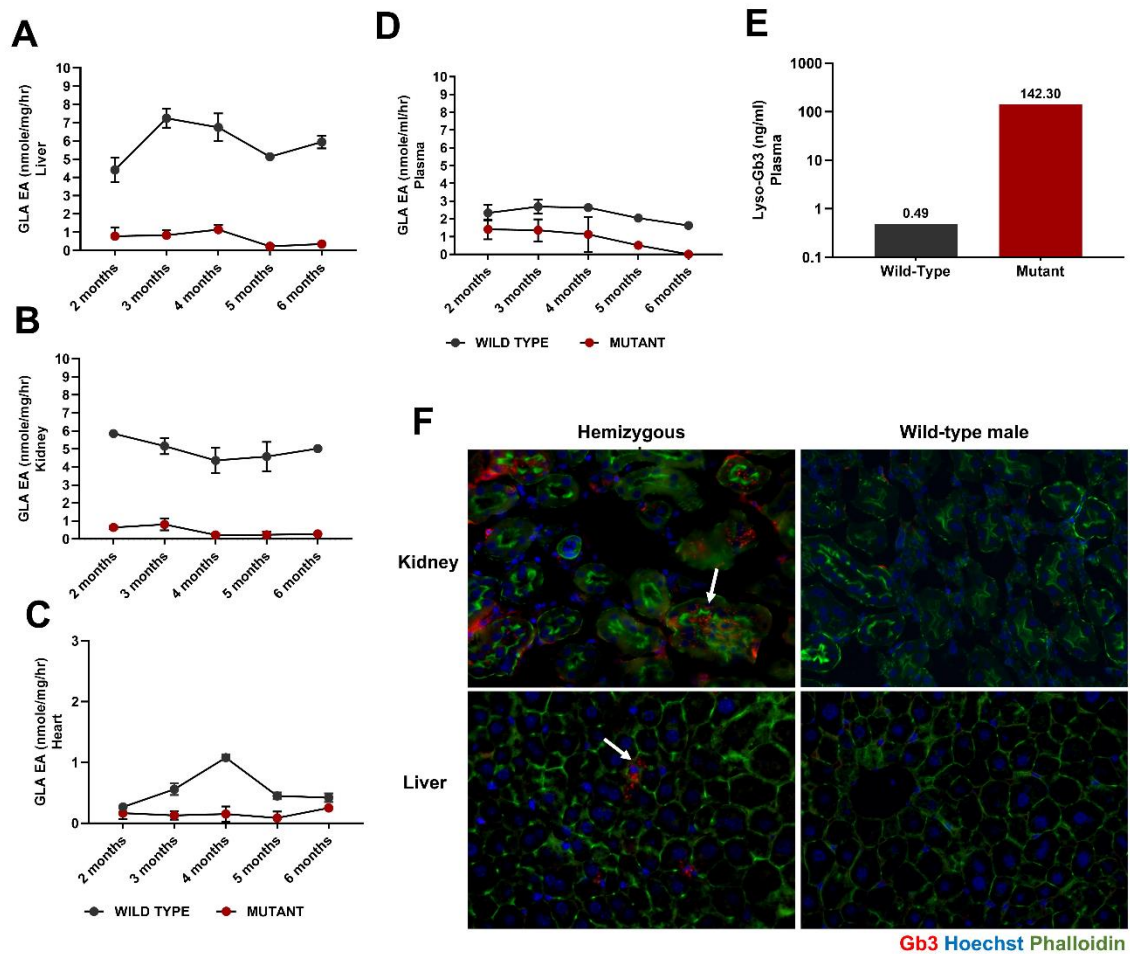 A
10
9
8
7
6
5
4
3
2
1
0
GLA EA (nmole/mg/hr)
Liver
2 months
3 months
4 months
5 months
6 months
B
10
9
8
7
6
5
4
3
2
1
0
GLA EA (nmole/mg/hr)
Kidney
2 months
3 months
4 months
5 months
6 months
C
3
2
1
0
GLA EA (nmole/mg/hr)
Heart
2 months
3 months
4 months
5 months
6 months
WILD TYPE MUTANT
D
10
9
8
7
6
5
4
3
2
1
0
GLA EA (nmole/ml/hr)
Plasma
2 months
3 months
4 months
5 months
6 months
WILD TYPE MUTANT
E
1000
100
10
1
0.1
Lyso-Gb3 (ng/ml)
Plasma
0.49
142.30
Wild-Type Mutant
F
Hemizygous Wild-type male
Kidney
Liver
Gb3 Hoechst Phalloidin